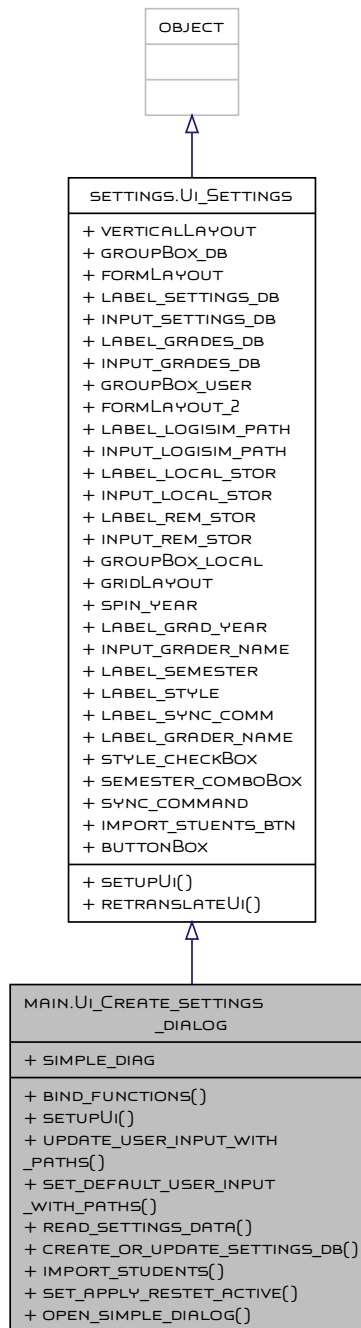 object
settings.Ui_Settings
+ verticalLayout
+ groupBox_db
+ formLayout
+ label_settings_db
+ input_settings_db
+ label_grades_db
+ input_grades_db
+ groupBox_user
+ formLayout_2
+ label_logisim_path
+ input_logisim_path
+ label_local_stor
+ input_local_stor
+ label_rem_stor
+ input_rem_stor
+ groupBox_local
+ gridLayout
+ spin_year
+ label_grad_year
+ input_grader_name
+ label_semester
+ label_style
+ label_sync_comm
+ label_grader_name
+ style_checkBox
+ semester_comboBox
+ sync_command
+ import_stuents_btn
+ buttonBox
+ setupUi()
+ retranslateUi()
main.Ui_Create_settings
_dialog
+ simple_diag
+ bind_functions()
+ setupUi()
+ update_user_input_with
_paths()
+ set_default_user_input
_with_paths()
+ read_settings_data()
+ create_or_update_settings_db()
+ import_students()
+ set_apply_restet_active()
+ open_simple_dialog()